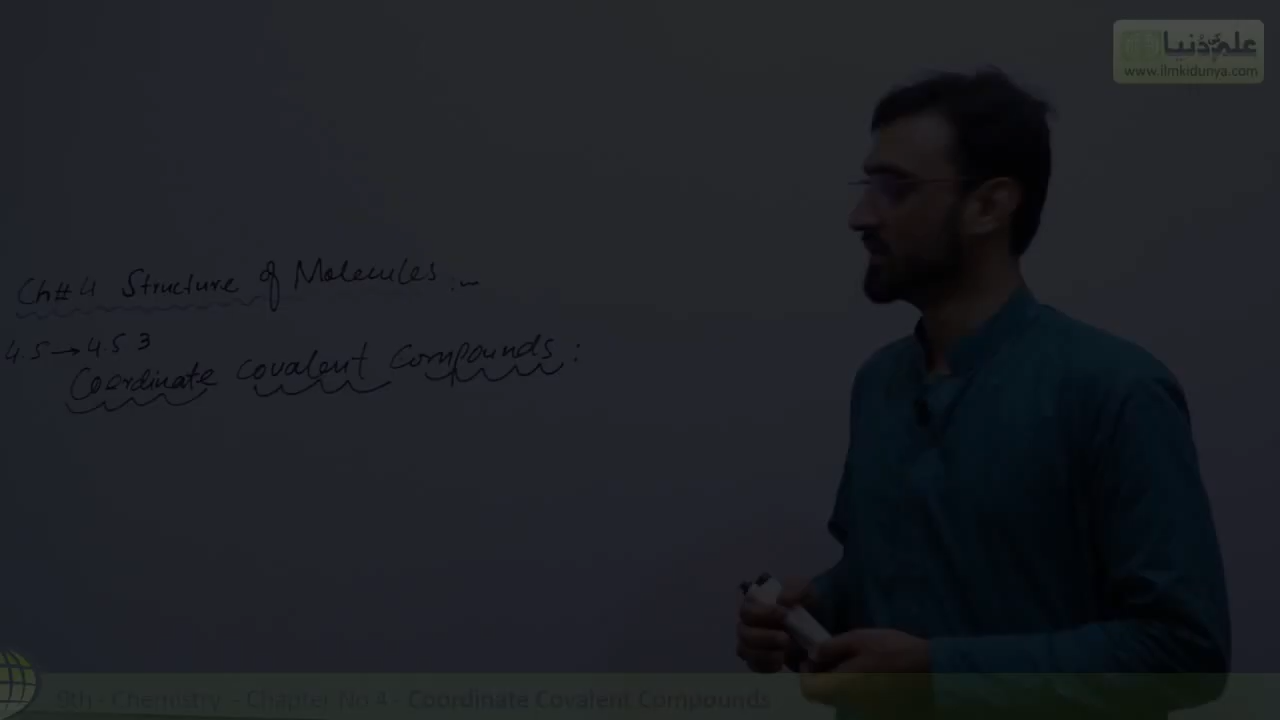 علم کی دنیا
www.ilmkidunya.com
Ch#4 Structure of Molecules :-
4.5 → 4.5.3
Coordinate covalent Compounds :
9th - Chemistry - Chapter No 4 - Coordinate Covalent Compounds